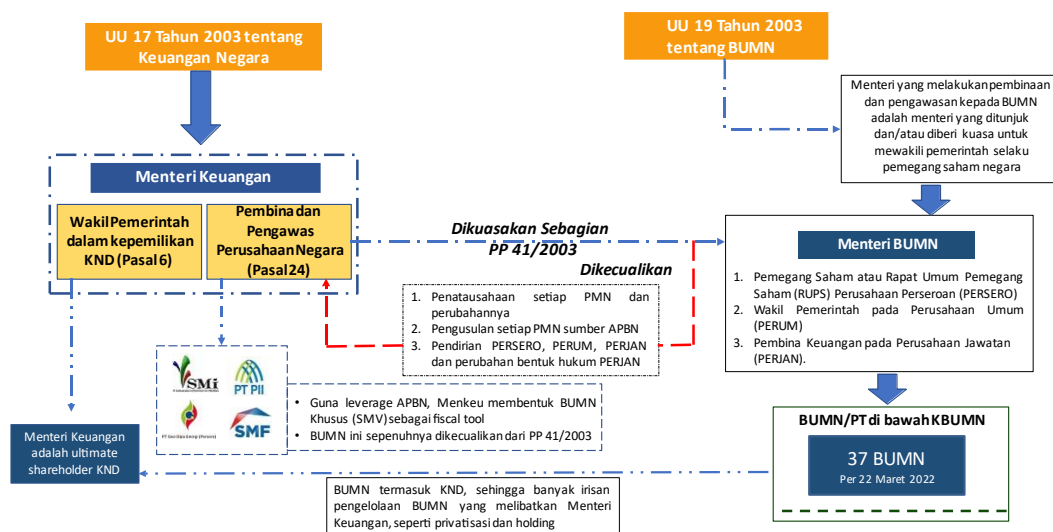 UU 17 Tahun 2003 tentang
Keuangan Negara
UU 19 Tahun 2003
tentang BUMN
Menteri yang melakukan pembinaan
dan pengawasan kepada BUMN
adalah menteri yang ditunjuk
dan/atau diberi kuasa untuk
mewakili pemerintah selaku
pemegang saham negara
Menteri Keuangan
Wakil Pemerintah
dalam kepemilikan
KND (Pasal 6)
Pembina dan
Pengawas
Perusahaan Negara
(Pasal 24)
Dikuasakan Sebagian
PP 41/2003
Dikecualikan
1. Penatausahaan setiap PMN dan
perubahannya
2. Pengusulan setiap PMN sumber APBN
3. Pendirian PERSERO, PERUM, PERJAN
dan perubahan bentuk hukum PERJAN
Menteri BUMN
1. Pemegang Saham atau Rapat Umum Pemegang
Saham (RUPS) Perusahaan Perseroan (PERSERO)
2. Wakil Pemerintah pada Perusahaan Umum
(PERUM)
3. Pembina Keuangan pada Perusahaan Jawatan
(PERJAN).
SMi
PT PII
PT Geo Dipa Energi (Persero)
SMF
• Guna leverage APBN, Menkeu membentuk BUMN
Khusus (SMV) sebagai fiscal tool
• BUMN ini sepenuhnya dikecualikan dari PP 41/2003
Menteri Keuangan
adalah ultimate
shareholder KND
BUMN/PT di bawah KBUMN
37 BUMN
Per 22 Maret 2022
BUMN termasuk KND, sehingga banyak irisan
pengelolaan BUMN yang melibatkan Menteri
Keuangan, seperti privatisasi dan holding